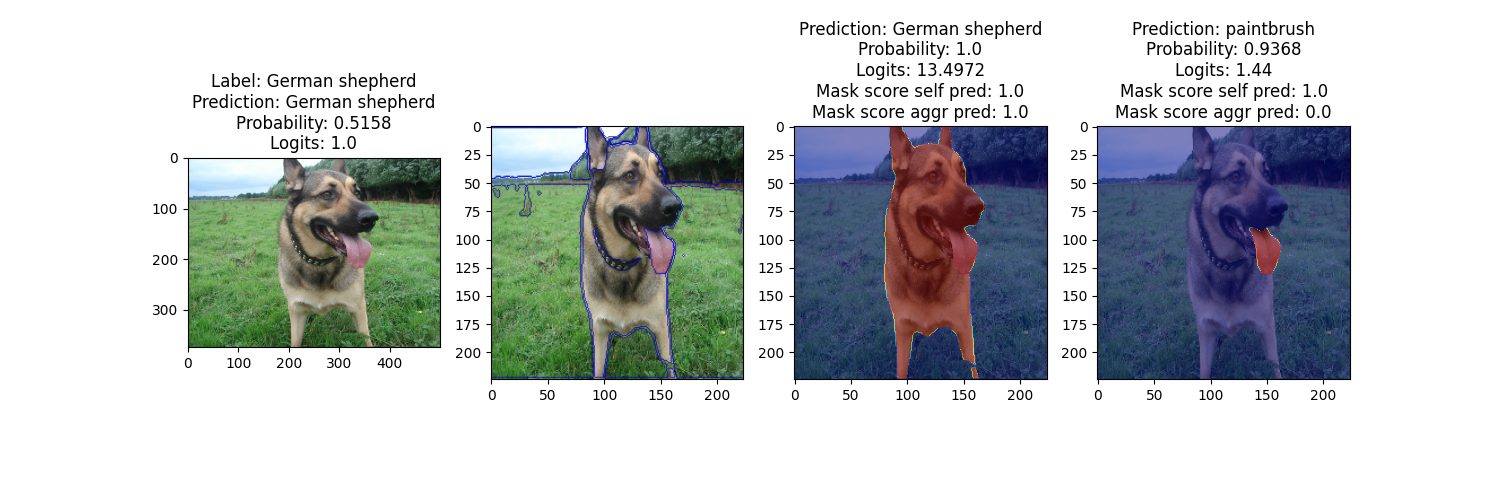 Label: German shepherd
Prediction: German shepherd
Probability: 0.5158
Logits: 1.0
0
100
200
300
0 100 200 300 400
0
25
50
75
100
125
150
175
200
0 50 100 150 200
Prediction: German shepherd
Probability: 1.0
Logits: 13.4972
Mask score self pred: 1.0
Mask score aggr pred: 1.0
0
25
50
75
100
125
150
175
200
0 50 100 150 200
Prediction: paintbrush
Probability: 0.9368
Logits: 1.44
Mask score self pred: 1.0
Mask score aggr pred: 0.0
0
25
50
75
100
125
150
175
200
0 50 100 150 200